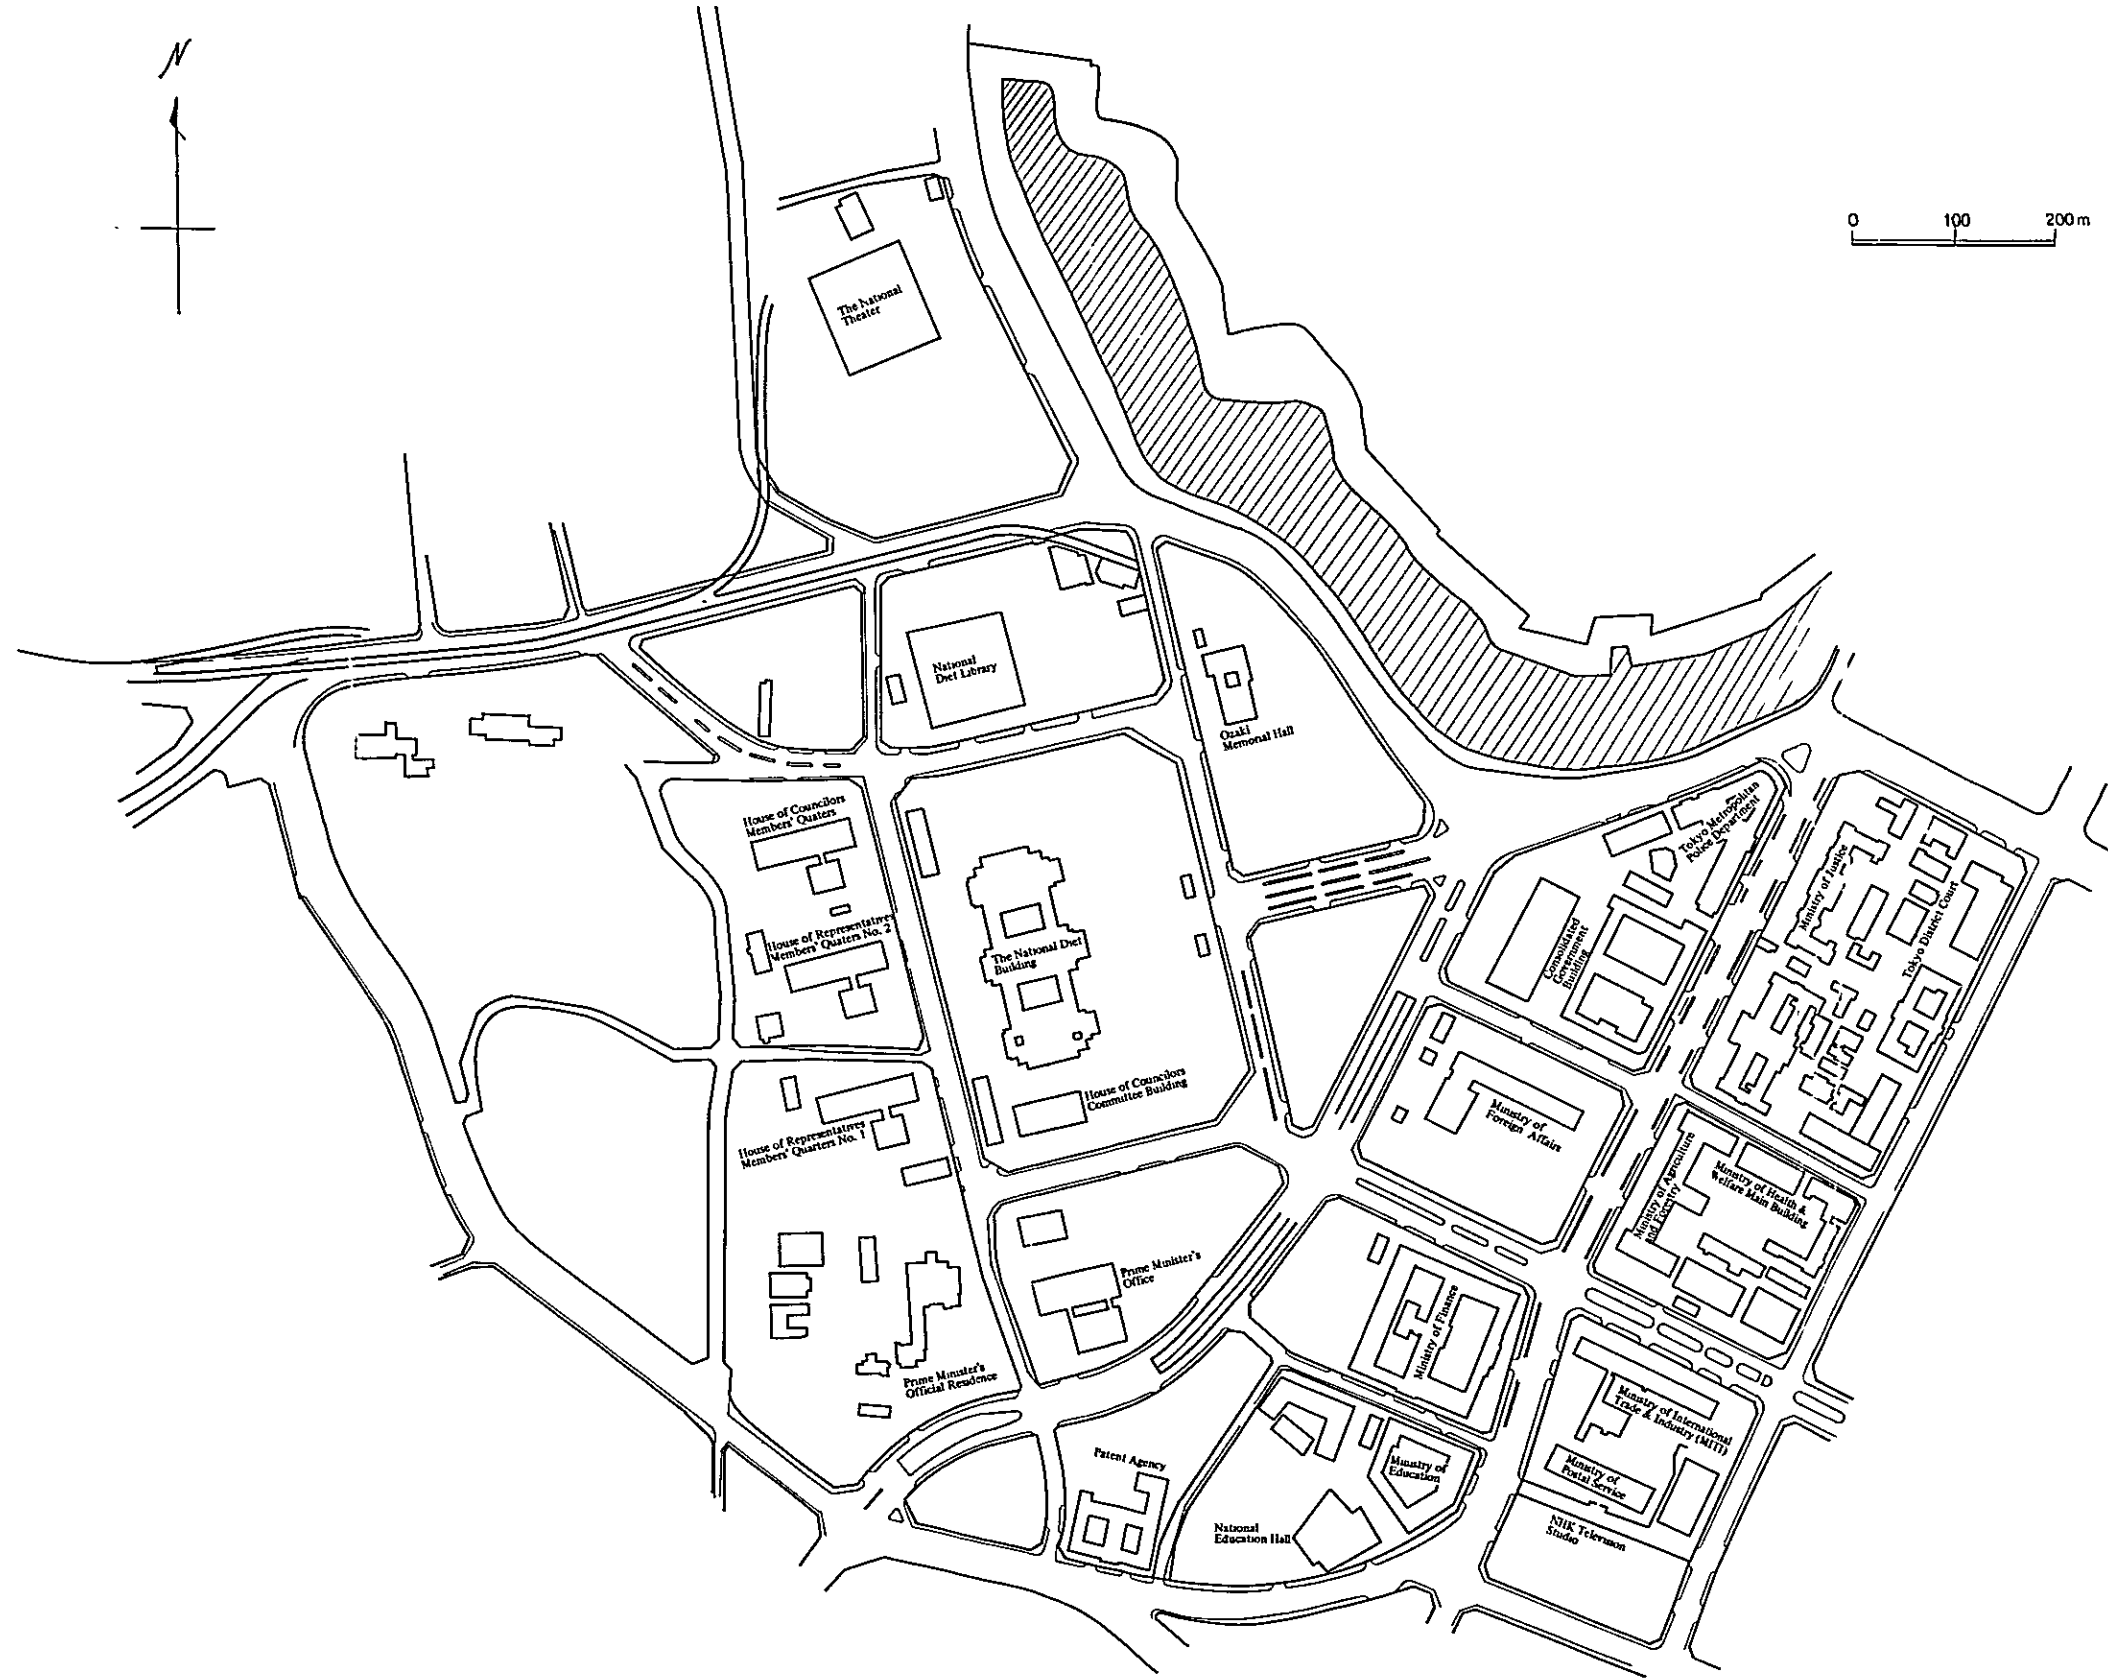 N
0 100 200 m
The National
Theater
National
Diet Library
Ozaki
Memorial Hall
House of Councilors
Members' Quaters
House of Representatives
Members' Quaters No. 2
The National Diet
Building
House of Councilors
Committee Building
House of Representatives
Members' Quarters No. 1
Prime Minister's
Office
Prime Minister's
Official Residence
Patent Agency
National
Education Hall
Ministry of
Education
Ministry of Finance
Ministry of
Foreign Affairs
Consolidated
Government
Building
Tokyo Metropolitan
Police Department
Ministry of Justice
Tokyo District Court
Ministry of Agriculture
and Forestry
Ministry of Health &
Welfare Main Building
Ministry of International
Trade & Industry (MITI)
Ministry of
Postal Service
NHK Television
Studio